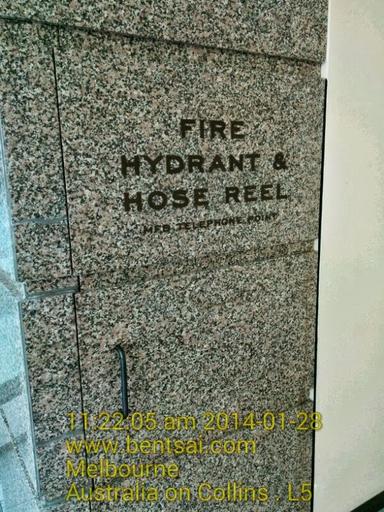 FIRE
HYDRANT &
HOSE REEL
MFB TELEPHONE POINT
11:22:05 am 2014-01-28
www.bentsai.com
Melbourne
Australia on Collins , L5